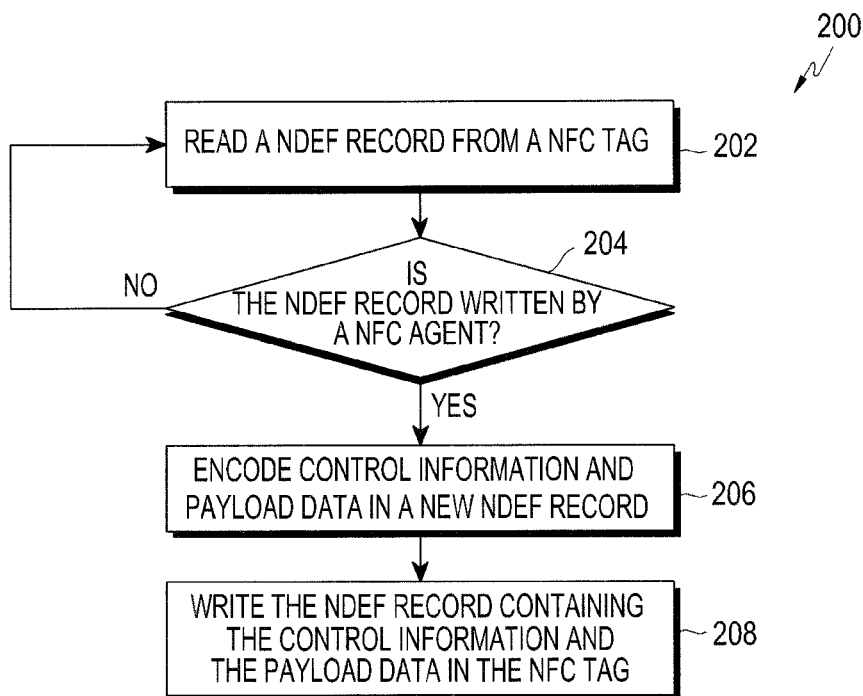 200
READ A NDEF RECORD FROM A NFC TAG
202
204
IS
THE NDEF RECORD WRITTEN BY
A NFC AGENT?
NO
YES
ENCODE CONTROL INFORMATION AND
PAYLOAD DATA IN A NEW NDEF RECORD
206
WRITE THE NDEF RECORD CONTAINING
THE CONTROL INFORMATION AND
THE PAYLOAD DATA IN THE NFC TAG
208